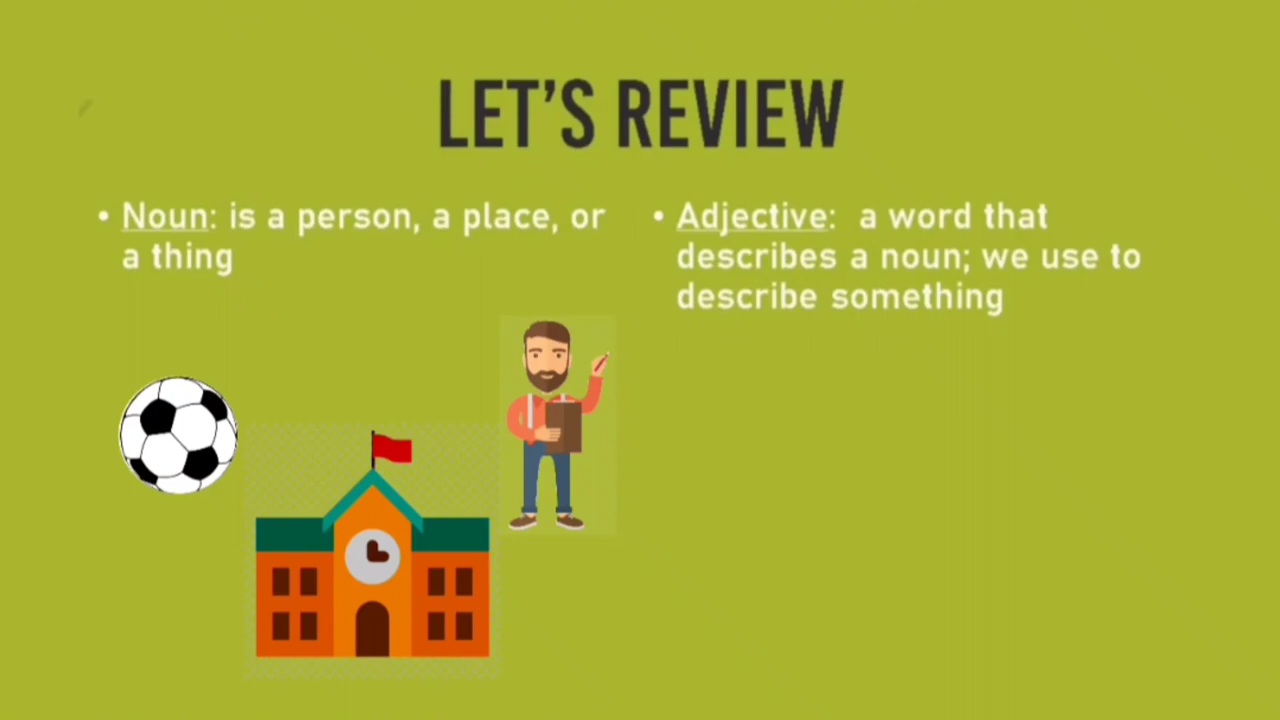 LET'S REVIEW
• Noun: is a person, a place, or
a thing
• Adjective:  a word that
describes a noun; we use to
describe something